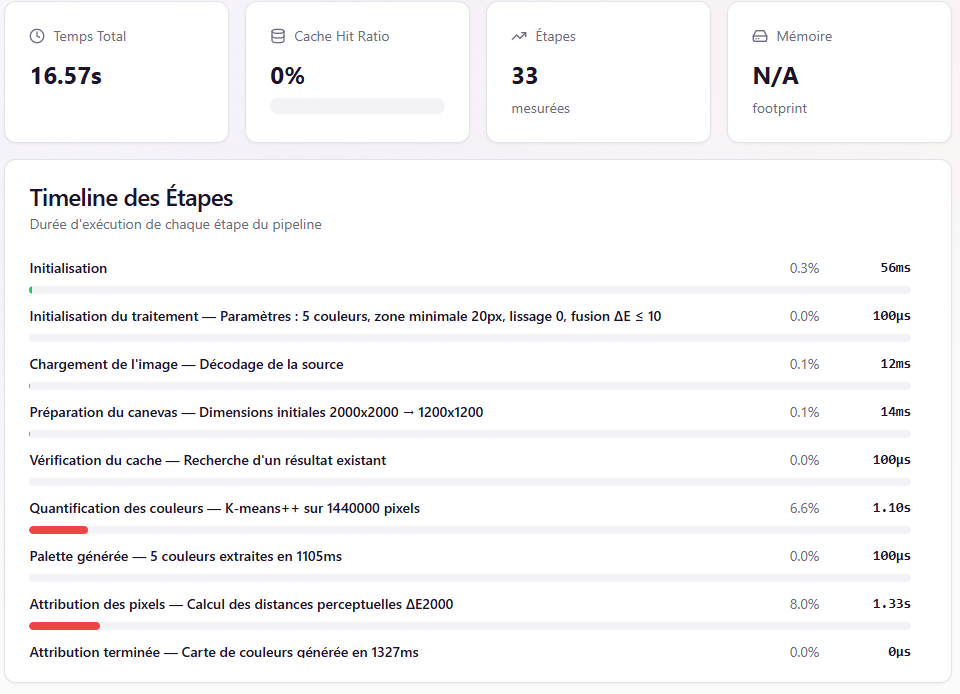 Temps Total
16.57s
Cache Hit Ratio
0%
Étapes
33
mesurées
Mémoire
N/A
footprint
Timeline des Étapes
Durée d'exécution de chaque étape du pipeline
Initialisation 0.3% 56ms
Initialisation du traitement — Paramètres : 5 couleurs, zone minimale 20px, lissage 0, fusion ΔE ≤ 10 0.0% 100µs
Chargement de l'image — Décodage de la source 0.1% 12ms
Préparation du canevas — Dimensions initiales 2000x2000 → 1200x1200 0.1% 14ms
Vérification du cache — Recherche d'un résultat existant 0.0% 100µs
Quantification des couleurs — K-means++ sur 1440000 pixels 6.6% 1.10s
Palette générée — 5 couleurs extraites en 1105ms 0.0% 100µs
Attribution des pixels — Calcul des distances perceptuelles ΔE2000 8.0% 1.33s
Attribution terminée — Carte de couleurs générée en 1327ms 0.0% 0µs